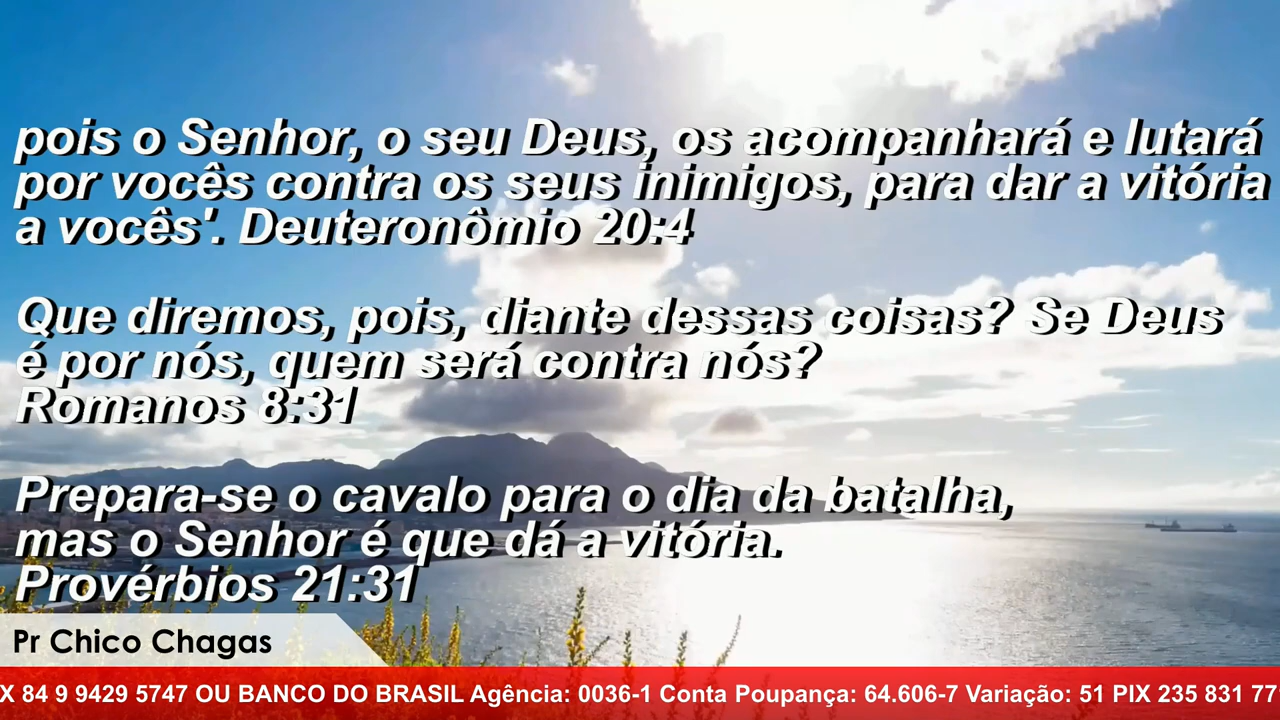 pois o Senhor, o seu Deus, os acompanhará e lutará
por vocês contra os seus inimigos, para dar a vitória
a vocês'. Deuteronômio 20:4
Que diremos, pois, diante dessas coisas? Se Deus
é por nós, quem será contra nós?
Romanos 8:31
Prepara-se o cavalo para o dia da batalha,
mas o Senhor é que dá a vitória.
Provérbios 21:31
Pr Chico Chagas
X 84 9 9429 5747 OU BANCO DO BRASIL Agência: 0036-1 Conta Poupança: 64.606-7 Variação: 51 PIX 235 831 77